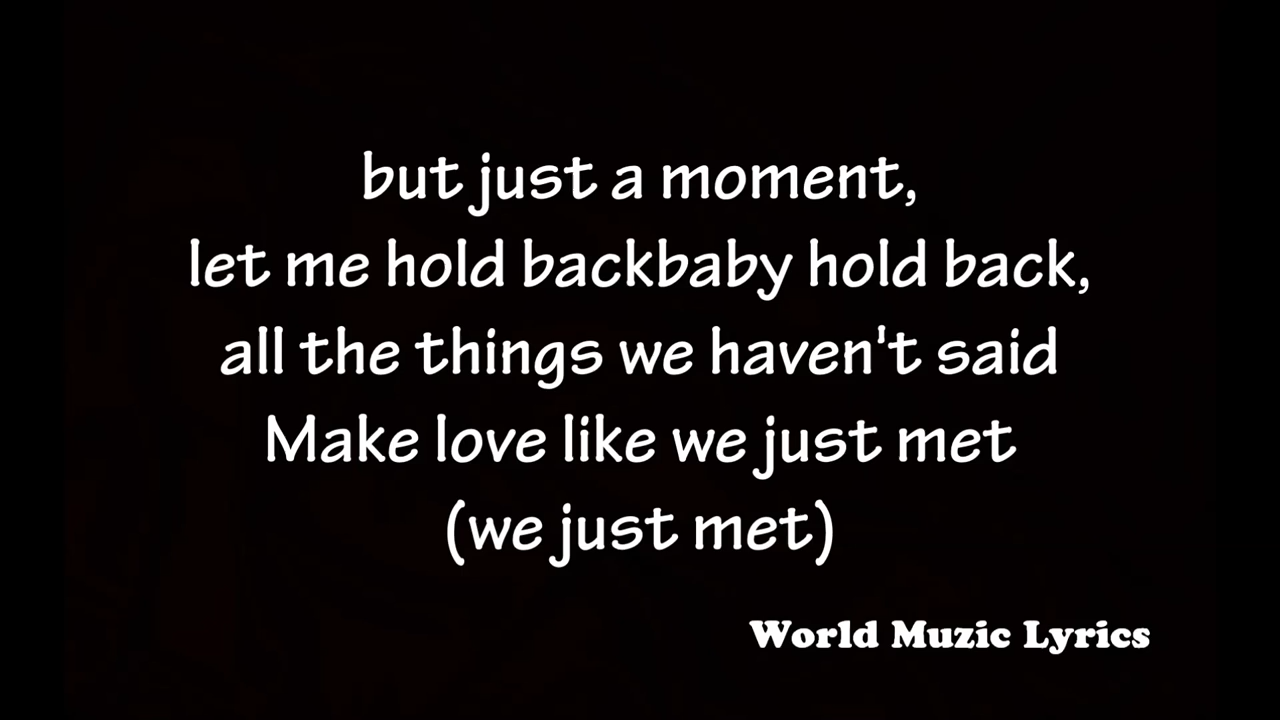 but just a moment,
let me hold backbaby hold back,
all the things we haven't said
Make love like we just met
(we just met)
World Muzic Lyrics